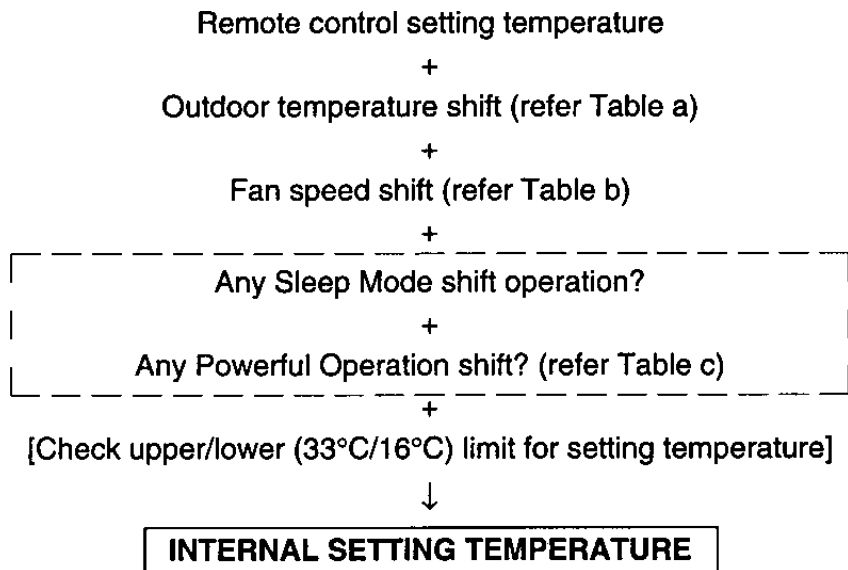 Remote control setting temperature
+
Outdoor temperature shift (refer Table a)
+
Fan speed shift (refer Table b)
+
Any Sleep Mode shift operation?
+
Any Powerful Operation shift? (refer Table c)
+
[Check upper/lower (33°C/16°C) limit for setting temperature]
↓
INTERNAL SETTING TEMPERATURE